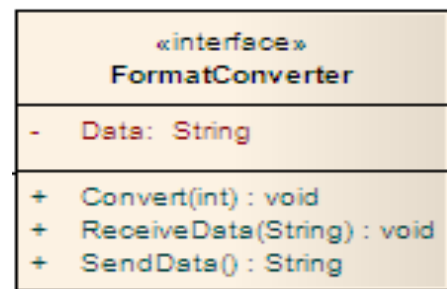 «interface»
FormatConverter
- Data: String
+ Convert(int) : void
+ ReceiveData(String) : void
+ SendData() : String